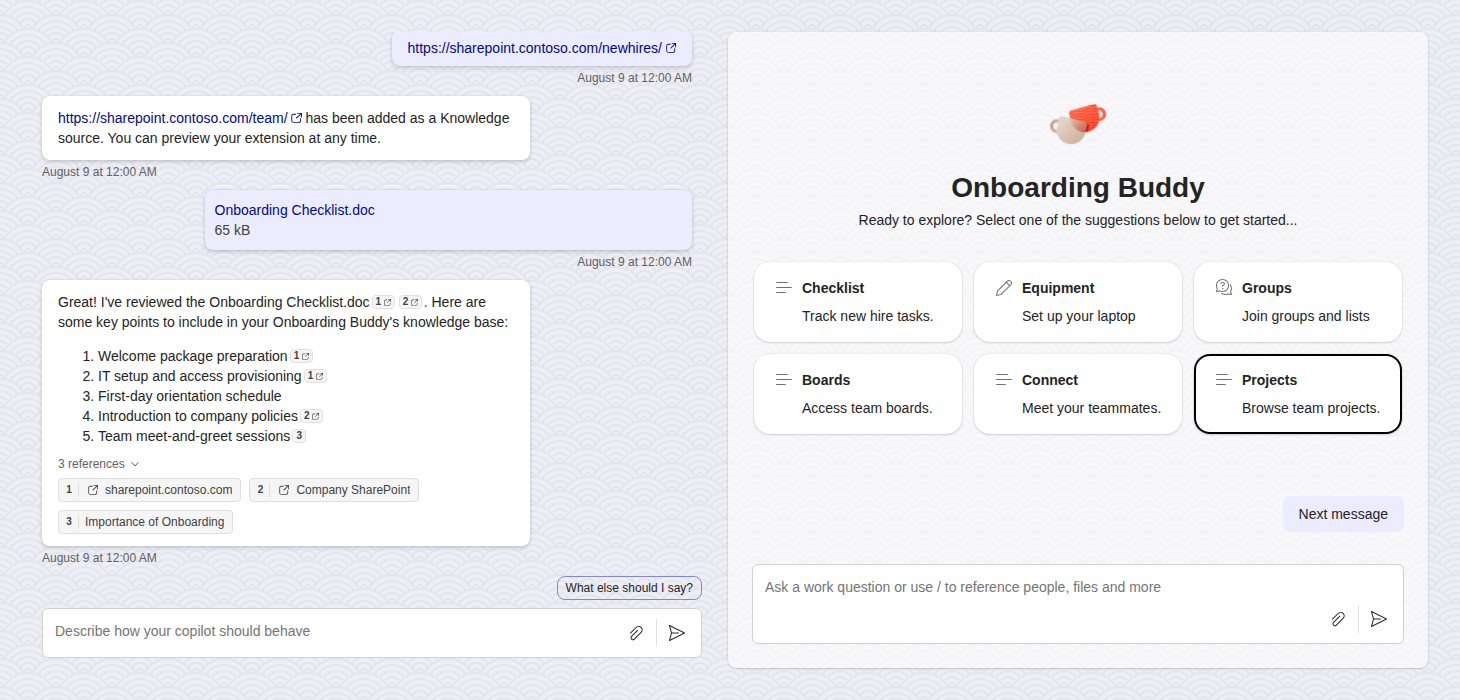 https://sharepoint.contoso.com/newhires/
August 9 at 12:00 AM
https://sharepoint.contoso.com/team/ has been added as a Knowledge
source. You can preview your extension at any time.
August 9 at 12:00 AM
Onboarding Checklist.doc
65 kB
August 9 at 12:00 AM
Great! I've reviewed the Onboarding Checklist.doc 1 2 . Here are
some key points to include in your Onboarding Buddy's knowledge base:
1. Welcome package preparation 1
2. IT setup and access provisioning 1
3. First-day orientation schedule
4. Introduction to company policies 2
5. Team meet-and-greet sessions 3
3 references
1 sharepoint.contoso.com 2 Company SharePoint
3 Importance of Onboarding
August 9 at 12:00 AM
What else should I say?
Describe how your copilot should behave
Onboarding Buddy
Ready to explore? Select one of the suggestions below to get started...
Checklist
Track new hire tasks.
Equipment
Set up your laptop
Groups
Join groups and lists
Boards
Access team boards.
Connect
Meet your teammates.
Projects
Browse team projects.
Next message
Ask a work question or use / to reference people, files and more